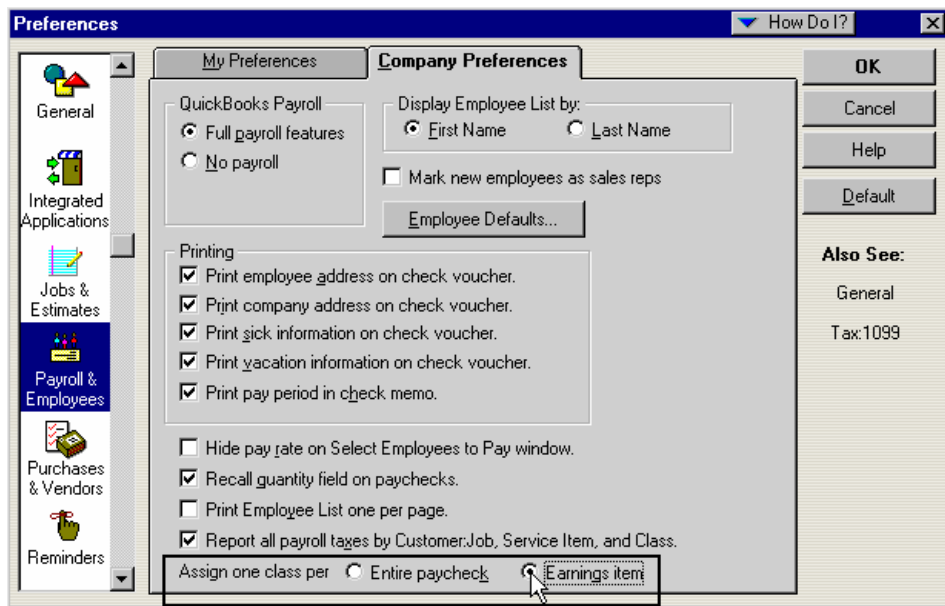 Preferences
How Do I?
General
Integrated
Applications
Jobs &
Estimates
Payroll &
Employees
Purchases
& Vendors
Reminders
My Preferences
Company Preferences
QuickBooks Payroll
Full payroll features
No payroll
Display Employee List by:
First Name
Last Name
Mark new employees as sales reps
Employee Defaults...
Printing
Print employee address on check voucher.
Print company address on check voucher.
Print sick information on check voucher.
Print vacation information on check voucher.
Print pay period in check memo.
Hide pay rate on Select Employees to Pay window.
Recall quantity field on paychecks.
Print Employee List one per page.
Report all payroll taxes by Customer:Job, Service Item, and Class.
Assign one class per
Entire paycheck
Earnings item
OK
Cancel
Help
Default
Also See:
General
Tax:1099